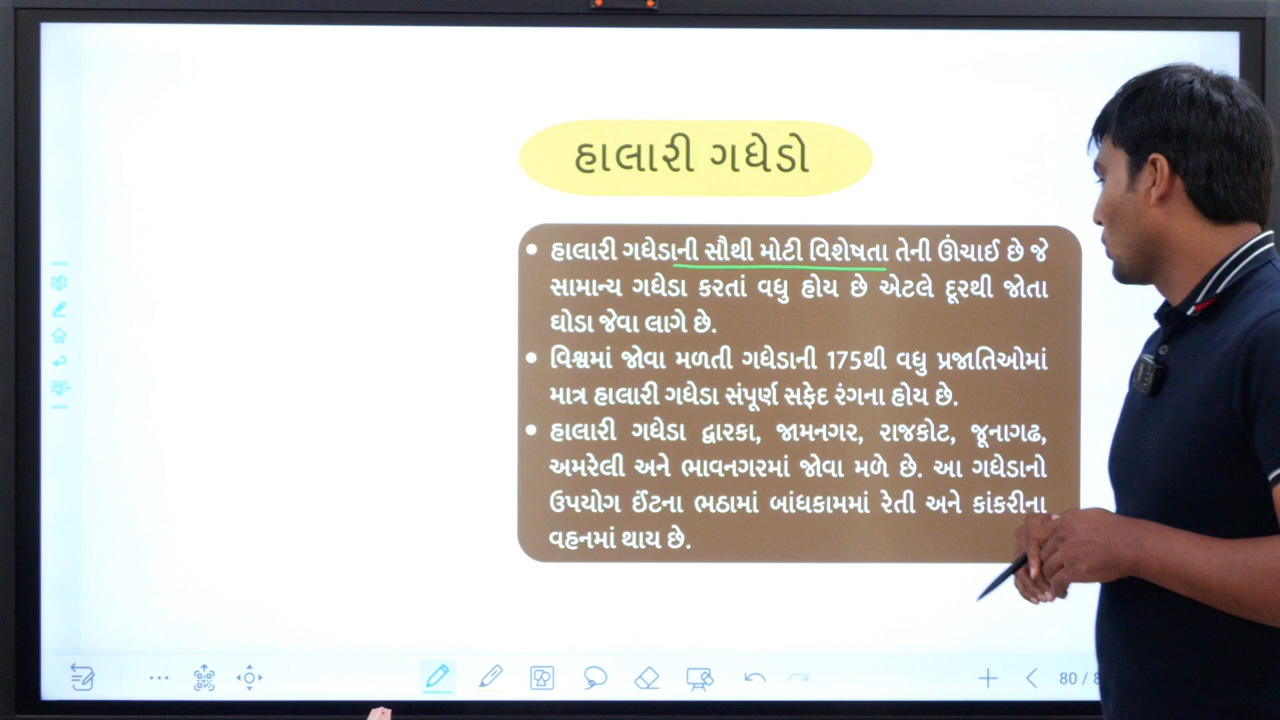 હાલારી ગધેડો
• હાલારી ગધેડાની સૌથી મોટી વિશેષતા તેની ઊંચાઈ છે જે
સામાન્ય ગધેડા કરતાં વધુ હોય છે એટલે દૂરથી જોતા
ઘોડા જેવા લાગે છે.
• વિશ્વમાં જોવા મળતી ગધેડાની 175થી વધુ પ્રજાતિઓમાં
માત્ર હાલારી ગધેડા સંપૂર્ણ સફેદ રંગના હોય છે.
• હાલારી ગધેડા દ્વારકા, જામનગર, રાજકોટ, જૂનાગઢ,
અમરેલી અને ભાવનગરમાં જોવા મળે છે. આ ગધેડાનો
ઉપયોગ ઈંટના ભઠામાં બાંધકામમાં રેતી અને કાંકરીના
વહનમાં થાય છે.
80 /